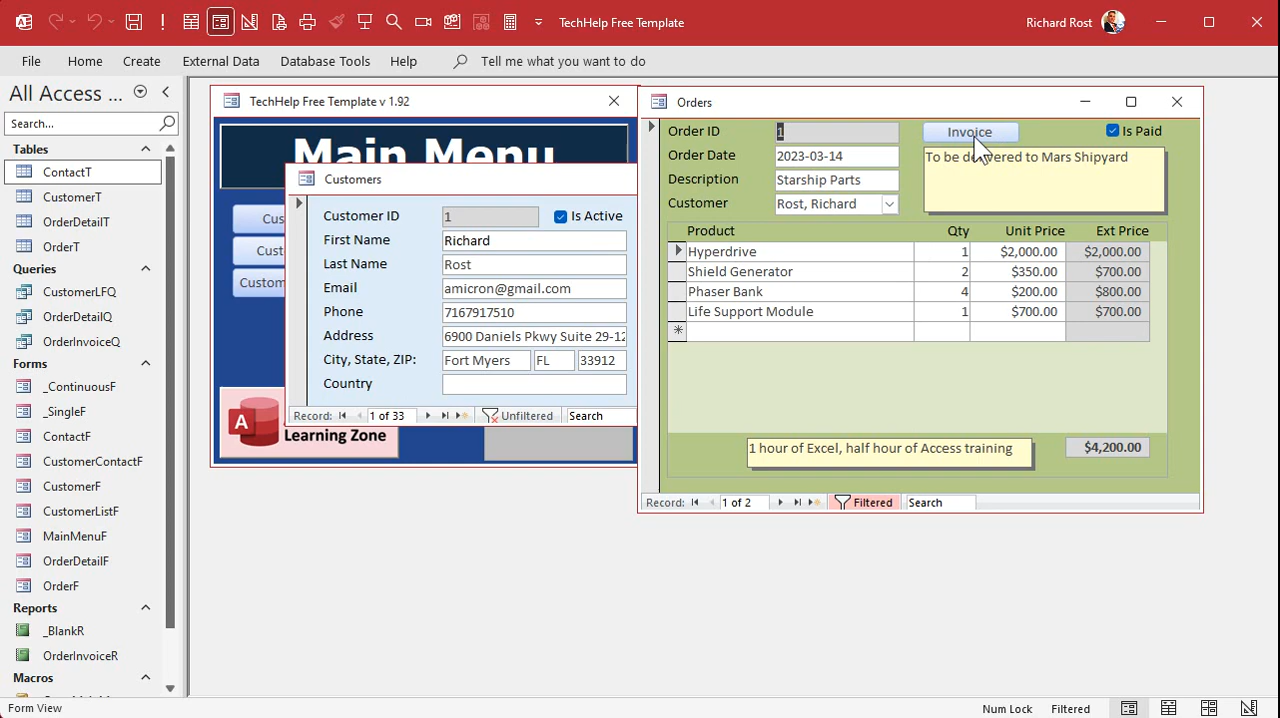 TechHelp Free Template
Richard Rost
File
Home
Create
External Data
Database Tools
Help
Tell me what you want to do
All Access ...
Search...
Tables
ContactT
CustomerT
OrderDetailT
OrderT
Queries
CustomerLFQ
OrderDetailQ
OrderInvoiceQ
Forms
_ContinuousF
_SingleF
ContactF
CustomerContactF
CustomerF
CustomerListF
MainMenuF
OrderDetailF
OrderF
Reports
_BlankR
OrderInvoiceR
Macros
TechHelp Free Template v 1.92
Main Menu
Cus
Cust
Custom
A
Learning Zone
Customers
Customer ID 1 Is Active
First Name Richard
Last Name Rost
Email amicron@gmail.com
Phone 7167917510
Address 6900 Daniels Pkwy Suite 29-12
City, State, ZIP: Fort Myers FL 33912
Country
Record: 1 of 33 Unfiltered Search
Orders
Order ID 1 Invoice Is Paid
Order Date 2023-03-14
Description Starship Parts
Customer Rost, Richard
To be delivered to Mars Shipyard
Product Qty Unit Price Ext Price
Hyperdrive 1 $2,000.00 $2,000.00
Shield Generator 2 $350.00 $700.00
Phaser Bank 4 $200.00 $800.00
Life Support Module 1 $700.00 $700.00
1 hour of Excel, half hour of Access training $4,200.00
Record: 1 of 2 Filtered Search
Form View
Num Lock
Filtered